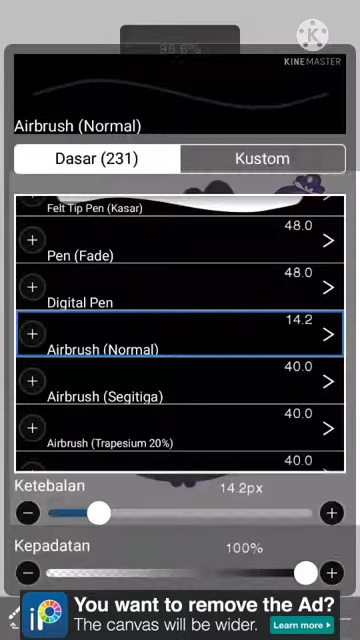 36.6%
KINEMASTER
Airbrush (Normal)
Dasar (231)
Kustom
Felt Tip Pen (Kasar)
48.0
Pen (Fade)
48.0
Digital Pen
14.2
Airbrush (Normal)
40.0
Airbrush (Segitiga)
40.0
Airbrush (Trapesium 20%)
40.0
Ketebalan
14.2px
Kepadatan
100%
You want to remove the Ad?
The canvas will be wider.
Learn more ►